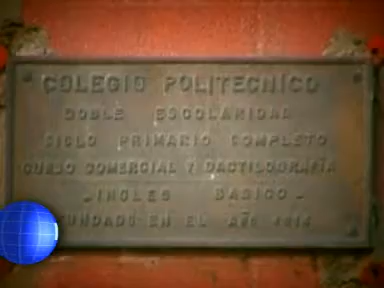 COLEGIO POLITECNICO
DOBLE ESCOLARIDAD
CICLO PRIMARIO COMPLETO
CURSO COMERCIAL Y DACTILOGRAFIA
- INGLES BASICO -
FUNDADO EN EL AÑO